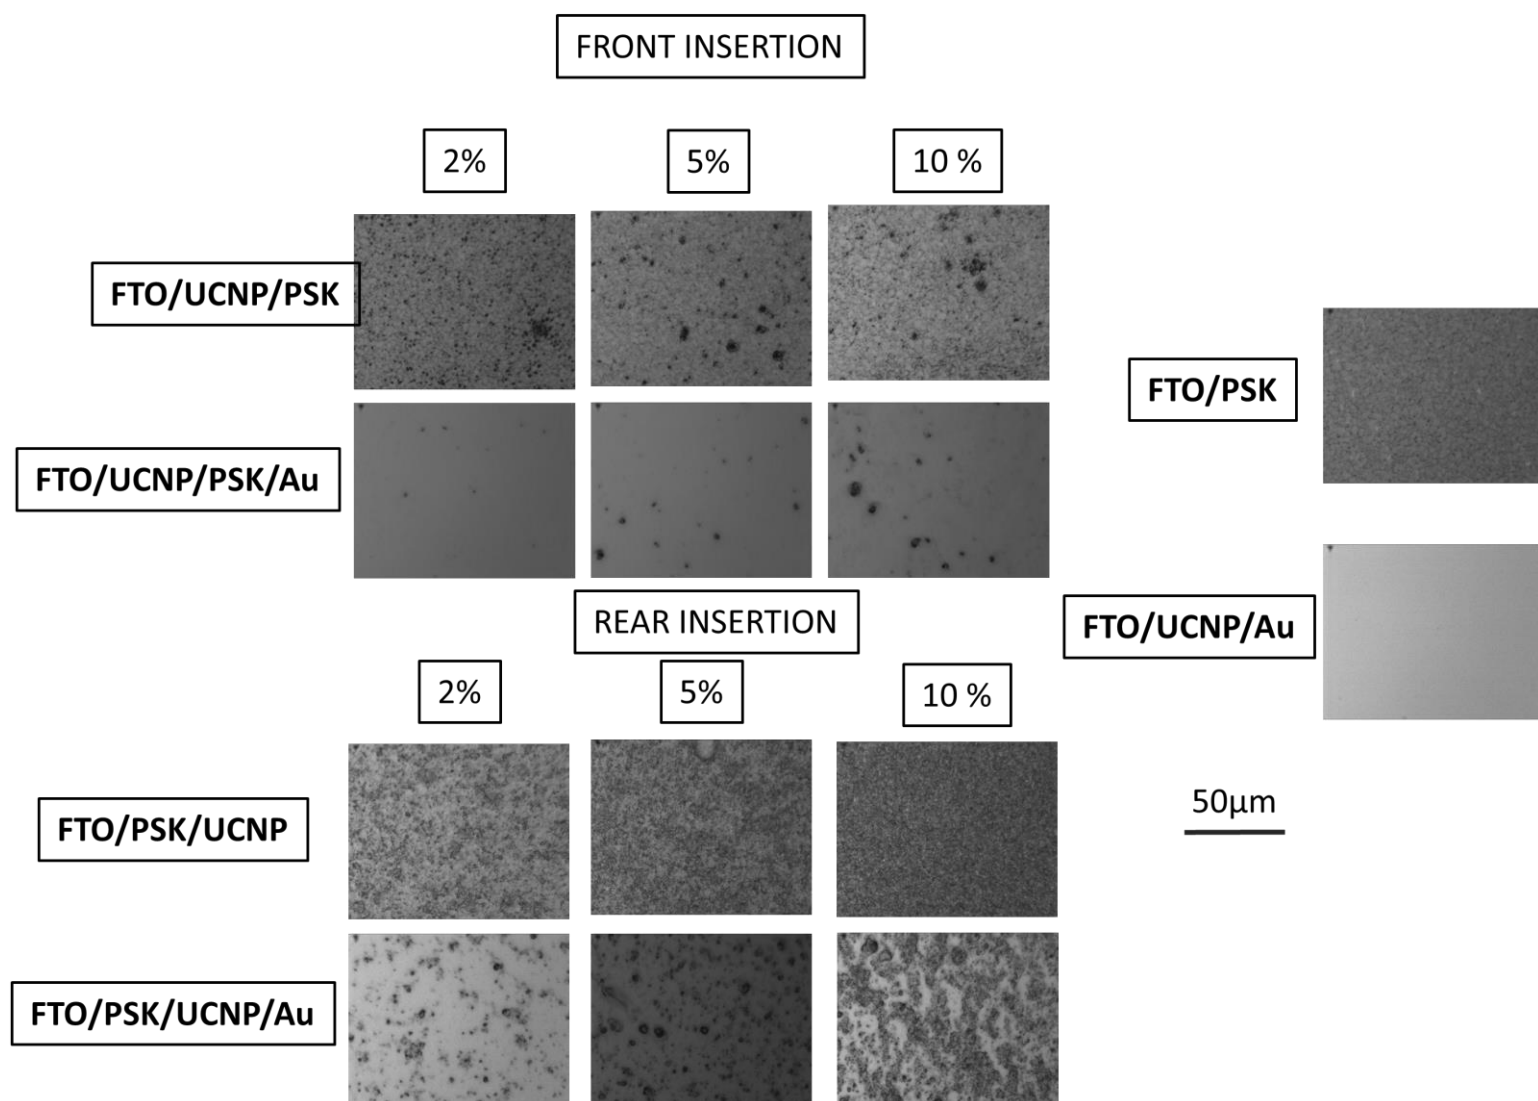 FRONT INSERTION
2%
5%
10 %
FTO/UCNP/PSK
FTO/UCNP/PSK/Au
FTO/PSK
FTO/UCNP/Au
REAR INSERTION
2%
5%
10 %
FTO/PSK/UCNP
50µm
FTO/PSK/UCNP/Au